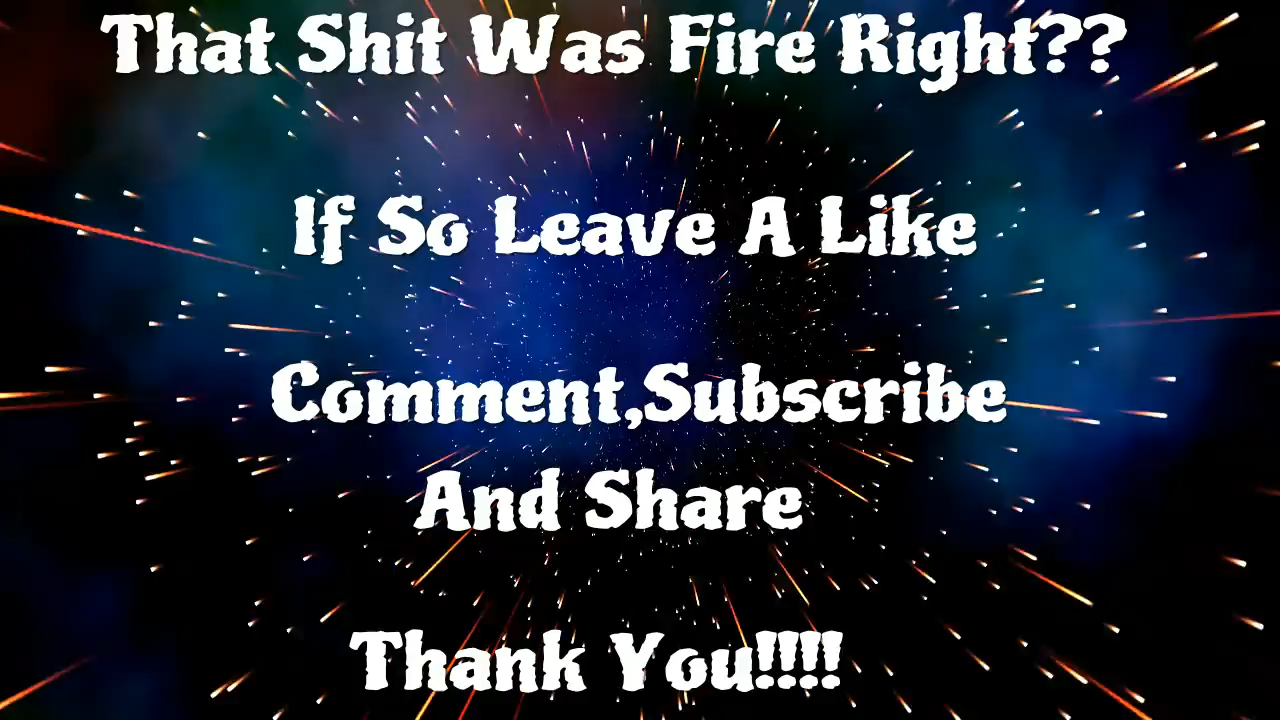 That Shit Was Fire Right??
If So Leave A Like
Comment,Subscribe
And Share
Thank You!!!!